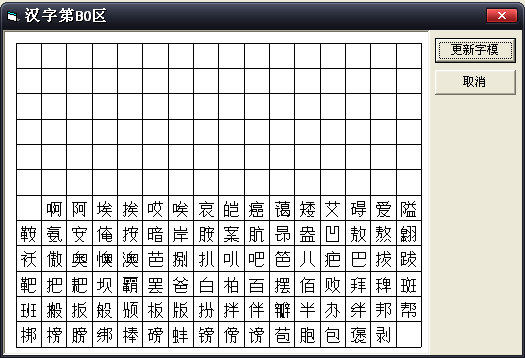 汉字第B0区
更新字模
取消
啊 阿 埃 挨 哎 唉 哀 皑 癌 蔼 矮 艾 碍 爱 隘
鞍 氨 安 俺 按 暗 岸 胺 案 肮 昂 盎 凹 敖 熬 翱
袄 傲 奥 懊 澳 芭 捌 扒 叭 吧 笆 八 疤 巴 拔 跋
靶 把 耙 坝 霸 罢 爸 白 柏 百 摆 佰 败 拜 稗 斑
班 搬 扳 般 颁 板 版 扮 拌 伴 瓣 半 办 绊 邦 帮
梆 榜 膀 绑 棒 磅 蚌 镑 傍 谤 苞 胞 包 褒 剥